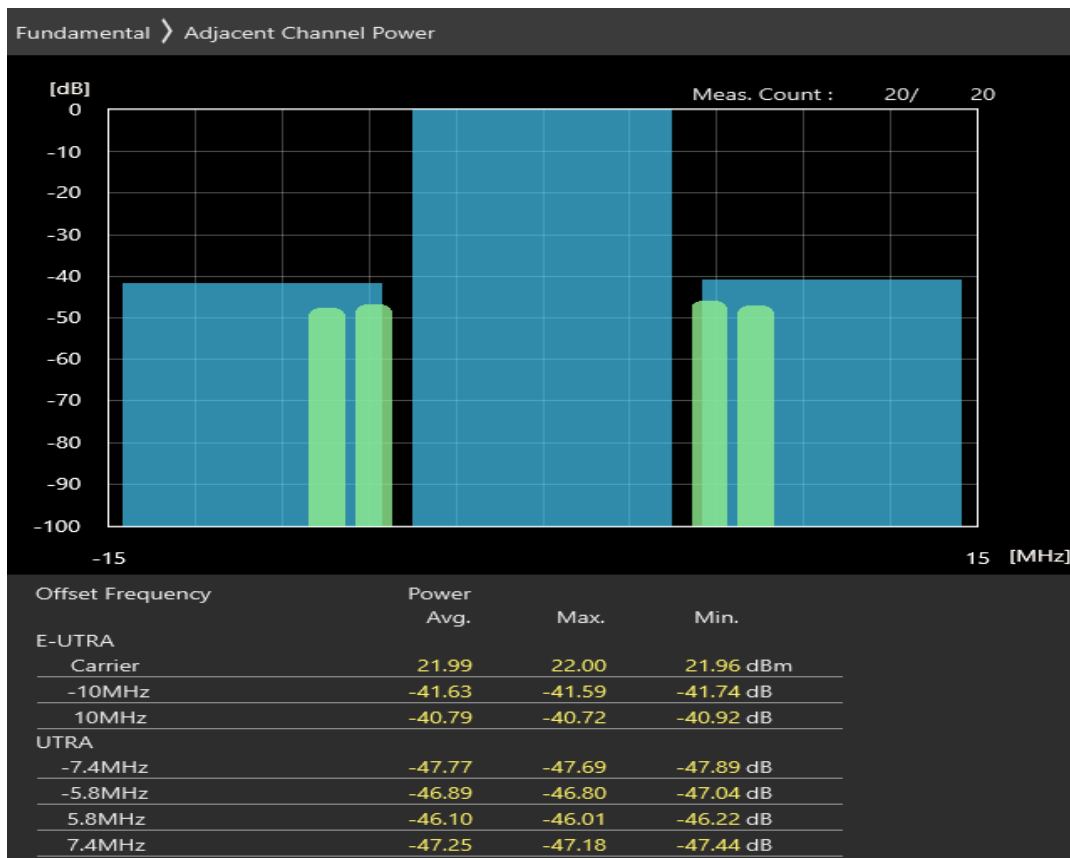 Fundamental 〉 Adjacent Channel Power
[dB]
Meas. Count : 20/ 20
0
-10
-20
-30
-40
-50
-60
-70
-80
-90
-100
-15 15 [MHz]
Offset Frequency Power
Avg. Max. Min.
E-UTRA
Carrier 21.99 22.00 21.96 dBm
-10MHz -41.63 -41.59 -41.74 dB
10MHz -40.79 -40.72 -40.92 dB
UTRA
-7.4MHz -47.77 -47.69 -47.89 dB
-5.8MHz -46.89 -46.80 -47.04 dB
5.8MHz -46.10 -46.01 -46.22 dB
7.4MHz -47.25 -47.18 -47.44 dB